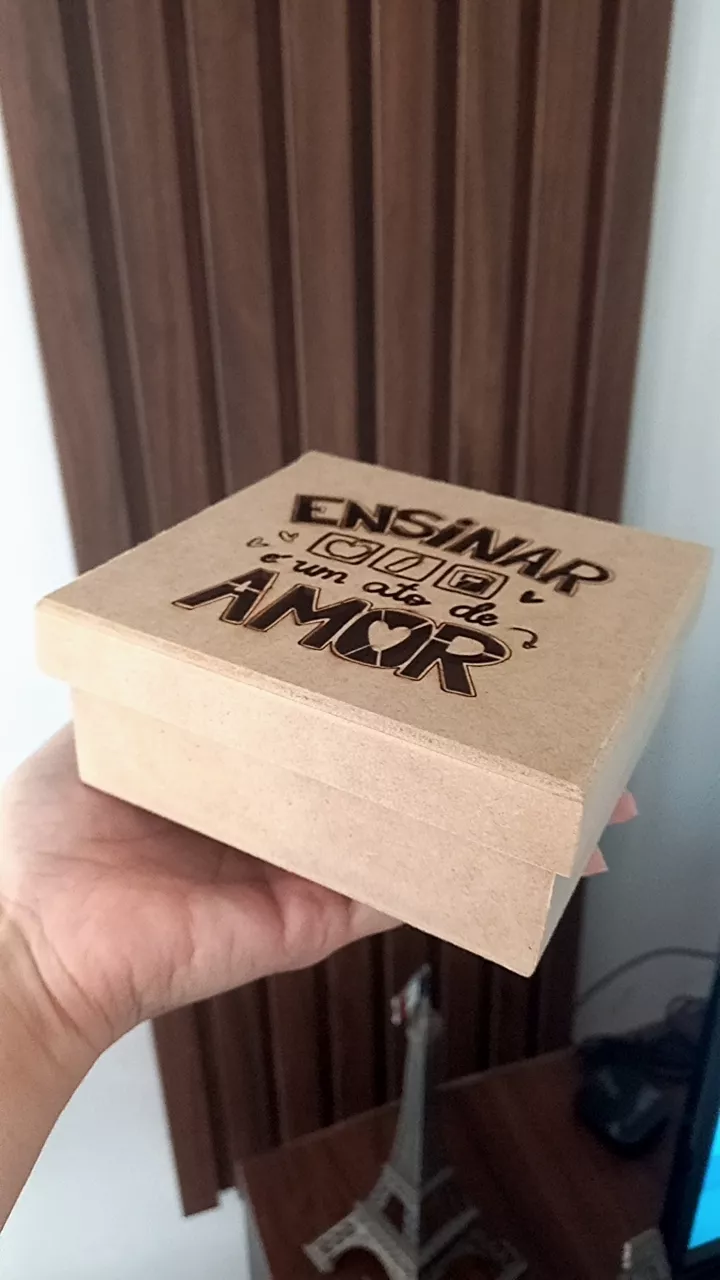 ENSiNAR
é um ato de
AMOR